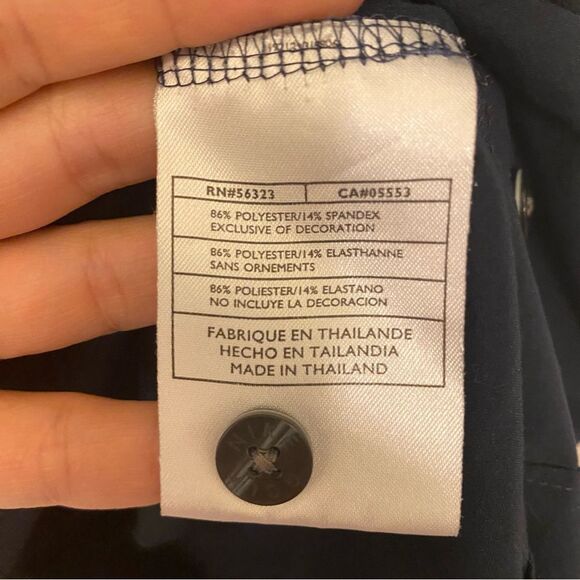 RN#56323 CA#05553
86% POLYESTER/14% SPANDEX
EXCLUSIVE OF DECORATION
86% POLYESTER/14% ELASTHANNE
SANS ORNEMENTS
86% POLIESTER/14% ELASTANO
NO INCLUYE LA DECORACION
FABRIQUE EN THAILANDE
HECHO EN TAILANDIA
MADE IN THAILAND
NIKE